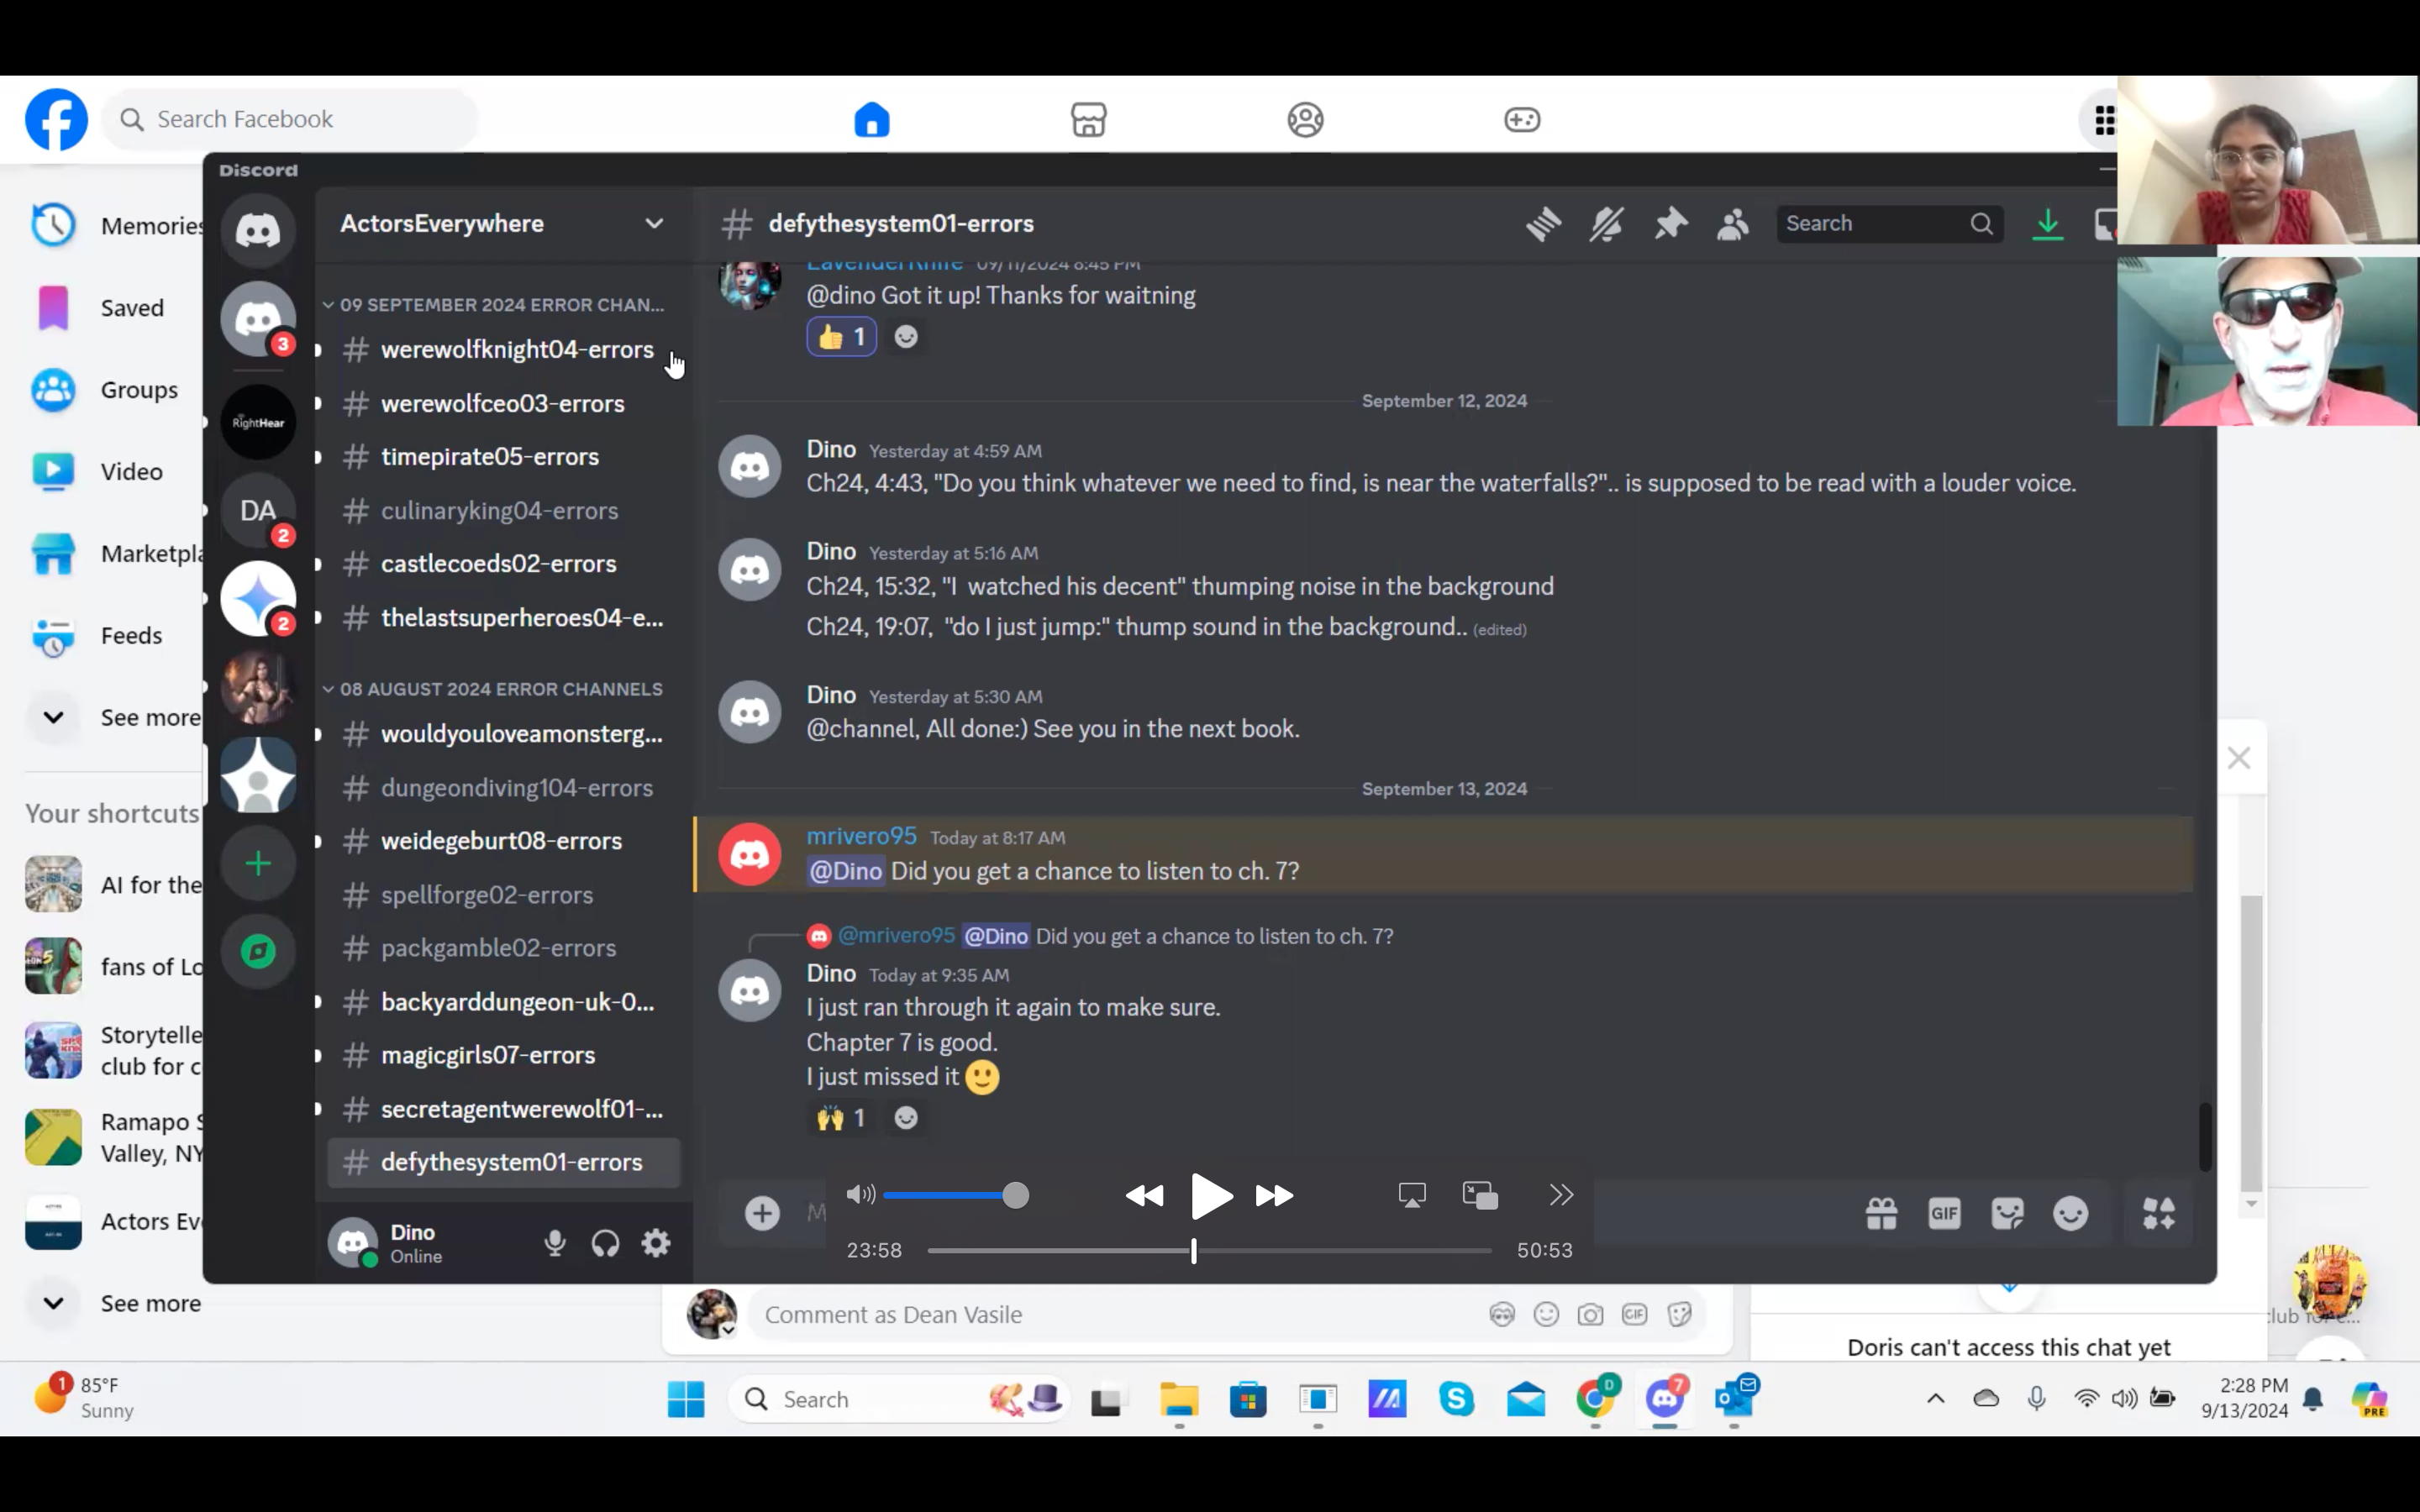 Search Facebook
Memories
Saved
Groups
Video
Marketpla
Feeds
See more
Your shortcuts
AI for the
fans of Lo
Storytelle
club for c
Ramapo S
Valley, NY
Actors Ev
See more
Discord
3
RightHear
DA
2
2
ActorsEverywhere
09 SEPTEMBER 2024 ERROR CHAN...
# werewolfknight04-errors
# werewolfceo03-errors
# timepirate05-errors
# culinaryking04-errors
# castlecoeds02-errors
# thelastsuperheroes04-e...
08 AUGUST 2024 ERROR CHANNELS
# wouldyouloveamonsterg...
# dungeondiving104-errors
# weidegeburt08-errors
# spellforge02-errors
# packgamble02-errors
# backyarddungeon-uk-0...
# magicgirls07-errors
# secretagentwerewolf01-...
# defythesystem01-errors
Dino
Online
# defythesystem01-errors
Search
LavenderKnife 09/11/2024 8:45 PM
@dino Got it up! Thanks for waitning
👍 1
September 12, 2024
Dino Yesterday at 4:59 AM
Ch24, 4:43, "Do you think whatever we need to find, is near the waterfalls?".. is supposed to be read with a louder voice.
Dino Yesterday at 5:16 AM
Ch24, 15:32, "I watched his decent" thumping noise in the background
Ch24, 19:07, "do I just jump:" thump sound in the background.. (edited)
Dino Yesterday at 5:30 AM
@channel, All done:) See you in the next book.
September 13, 2024
mrivero95 Today at 8:17 AM
@Dino Did you get a chance to listen to ch. 7?
@mrivero95 @Dino Did you get a chance to listen to ch. 7?
Dino Today at 9:35 AM
I just ran through it again to make sure.
Chapter 7 is good.
I just missed it 🙂
🙌 1
M
GIF
23:58
50:53
Comment as Dean Vasile
GIF
Doris can't access this chat yet
1
85°F
Sunny
Search
D
7
2:28 PM
9/13/2024
PRE